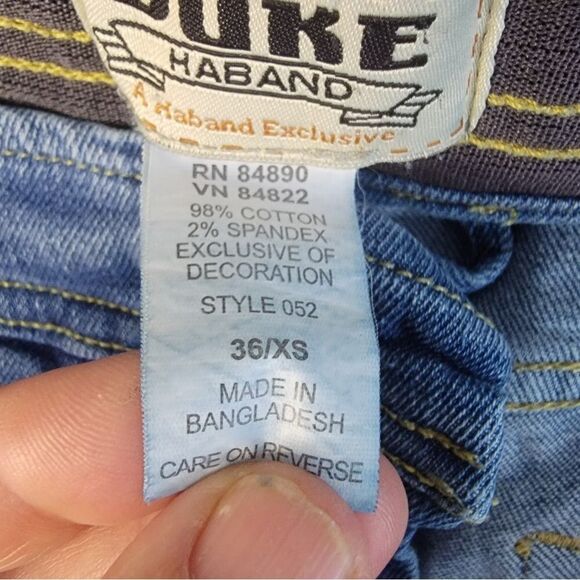 DUKE
HABAND
A Haband Exclusive
RN 84890
VN 84822
98% COTTON
2% SPANDEX
EXCLUSIVE OF
DECORATION
STYLE 052
36/XS
MADE IN
BANGLADESH
CARE ON REVERSE